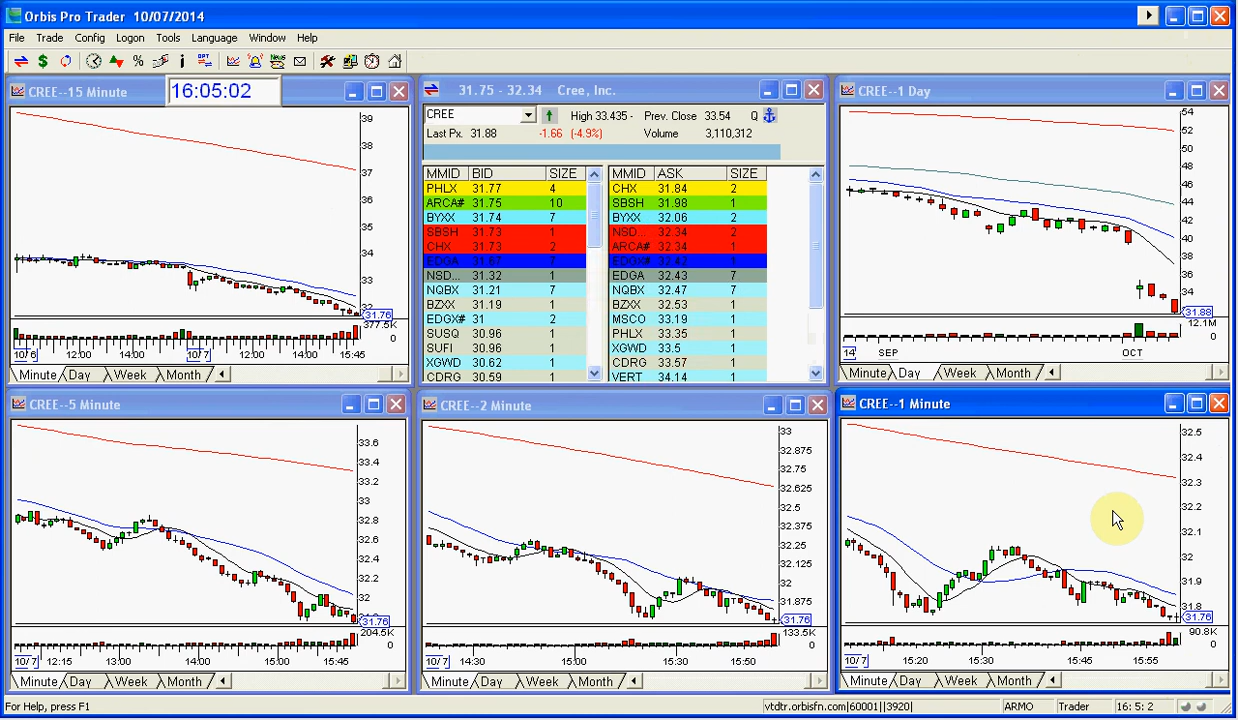 Orbis Pro Trader 10/07/2014
File Trade Config Logon Tools Language Window Help
CREE--15 Minute
16:05:02
39
38
37
36
35
34
33
32
31.76
377.5K
0
10/6 12:00 14:00 10/7 12:00 14:00 15:45
Minute Day Week Month
31.75 - 32.34 Cree, Inc.
CREE High 33.435 - Prev. Close 33.54 Q
Last Px. 31.88 -1.66 (-4.9%) Volume 3,110,312
MMID BID SIZE MMID ASK SIZE
PHLX 31.77 4 CHX 31.84 2
ARCA# 31.75 10 SBSH 31.98 1
BYXX 31.74 7 BYXX 32.06 2
SBSH 31.73 1 NSD... 32.34 2
CHX 31.73 2 ARCA# 32.34 1
EDGA 31.67 7 EDGX# 32.42 1
NSD... 31.32 1 EDGA 32.43 7
NQBX 31.21 7 NQBX 32.47 7
BZXX 31.19 1 BZXX 32.53 1
EDGX# 31 2 MSCO 33.19 1
SUSQ 30.96 1 PHLX 33.35 1
SUFI 30.96 1 XGWD 33.5 1
XGWD 30.62 1 CDRG 33.57 1
CDRG 30.59 1 VERT 34.14 1
CREE--1 Day
54
52
50
48
46
44
42
40
38
36
34
31.88
12.1M
0
14 SEP OCT
Minute Day Week Month
CREE--5 Minute
33.6
33.4
33.2
33
32.8
32.6
32.4
32.2
32
31.76
204.5K
0
10/7 12:15 13:00 14:00 15:00 15:45
Minute Day Week Month
CREE--2 Minute
33
32.875
32.75
32.625
32.5
32.375
32.25
32.125
32
31.875
31.76
133.5K
0
10/7 14:30 15:00 15:30 15:50
Minute Day Week Month
CREE--1 Minute
32.5
32.4
32.3
32.2
32.1
32
31.9
31.8
31.76
90.8K
0
10/7 15:20 15:30 15:45 15:55
Minute Day Week Month
For Help, press F1
vtdtr.orbisfn.com|60001||3920| ARMO Trader 16: 5: 2